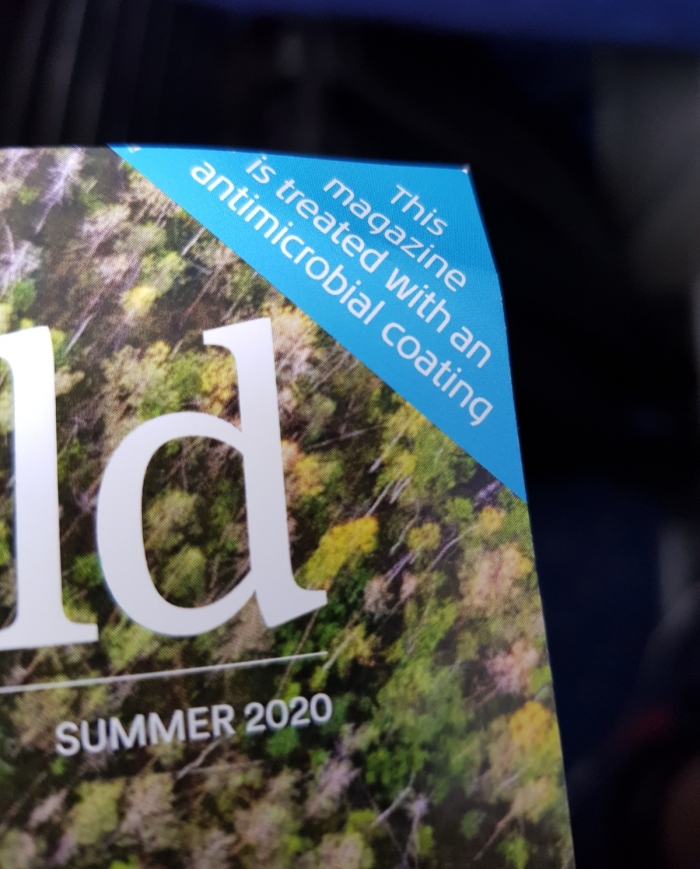 This
magazine
is treated with an
antimicrobial coating
ld
SUMMER 2020